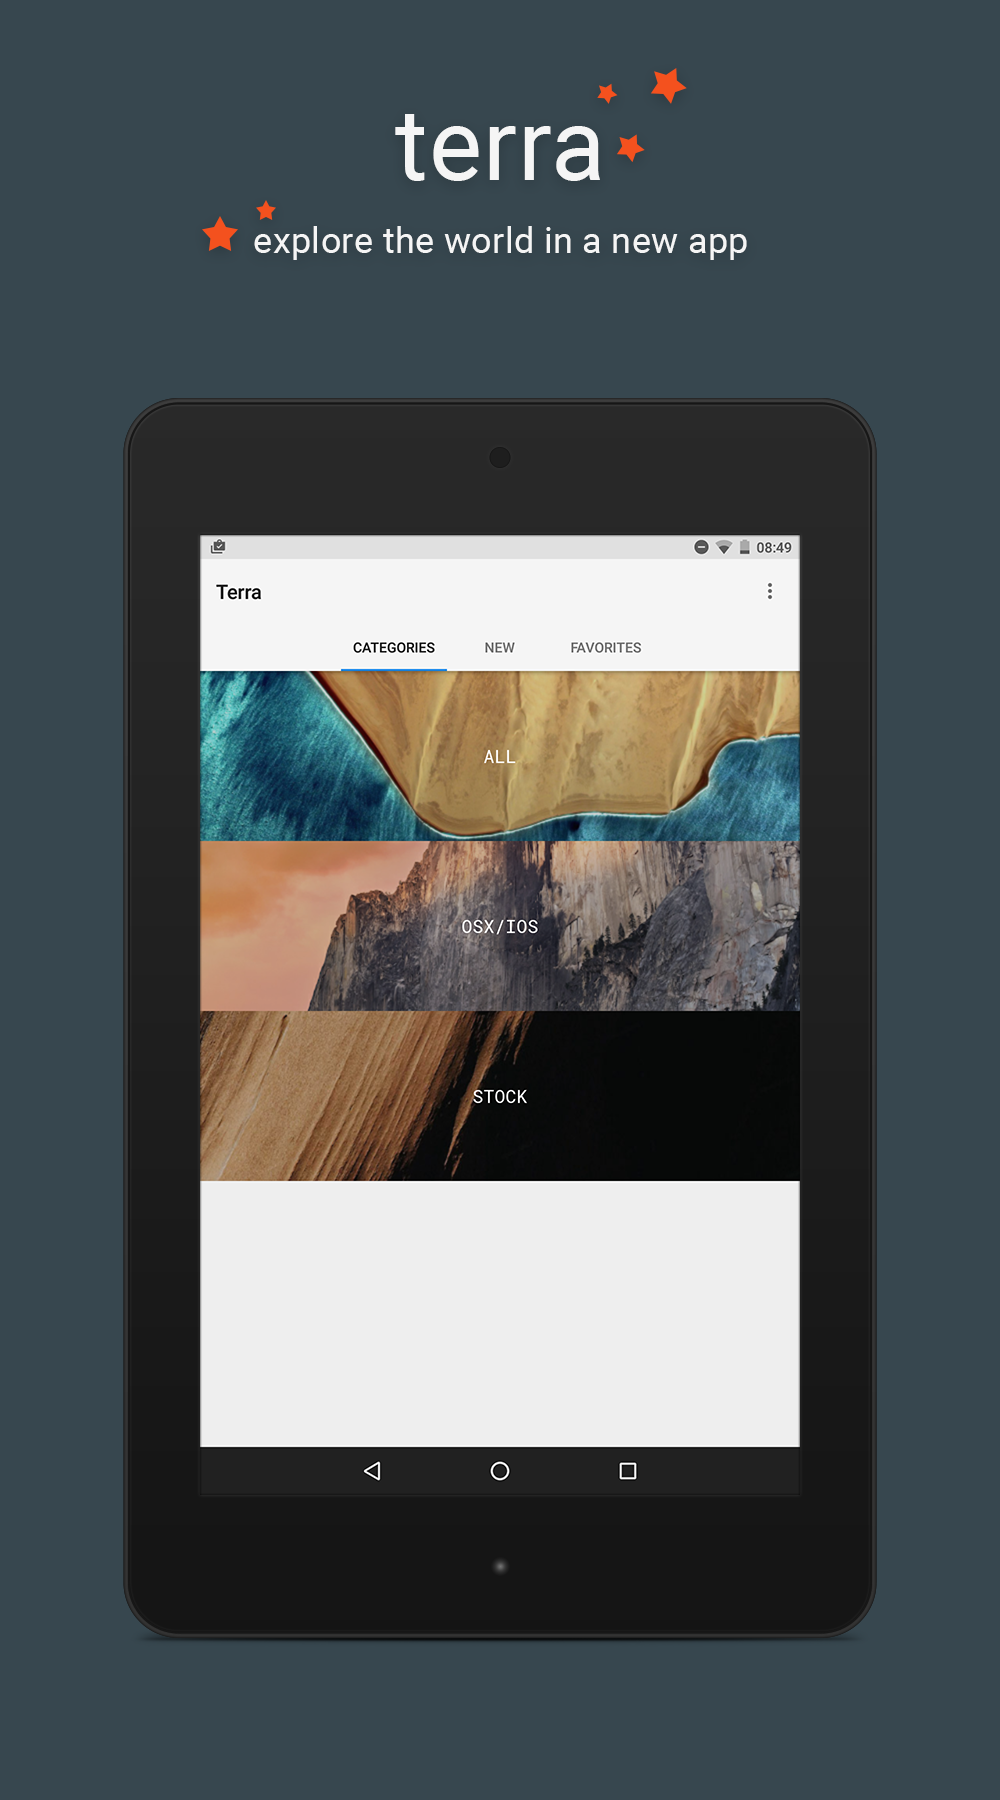 terra
explore the world in a new app
08:49
Terra
CATEGORIES NEW FAVORITES
ALL
OSX/IOS
STOCK